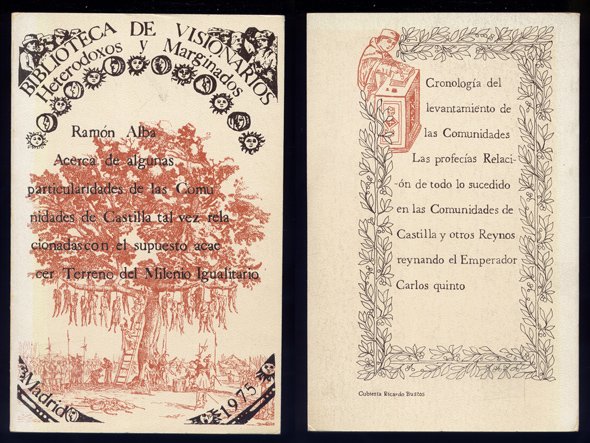 BIBLIOTECA DE VISIONARIOS
Heterodoxos y Marginados
Ramón Alba
Acerca de algunas
particularidades de las Comu
nidades de Castilla tal vez rela
cionadascon el supuesto acae
cer Terreno del Milenio Igualitario
Madrid
1975
Cronología del
levantamiento de
las Comunidades
Las profecías Relaci-
-ón de todo lo sucedido
en las Comunidades de
Castilla y otros Reynos
reynando el Emperador
Carlos quinto
Cubierta Ricardo Bustos